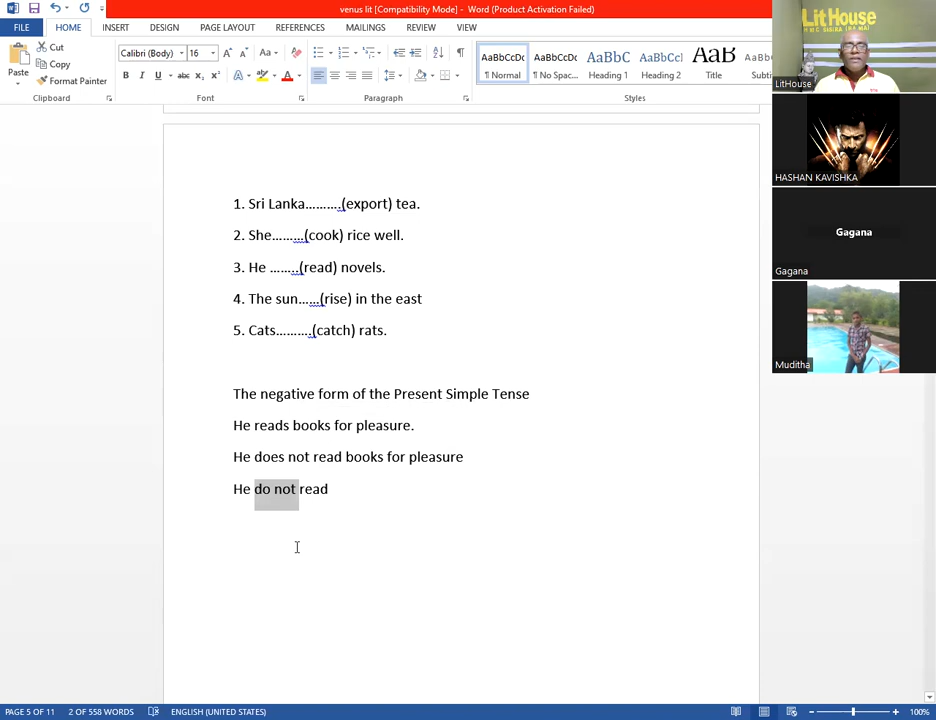 venus lit [Compatibility Mode] - Word (Product Activation Failed)
FILE HOME INSERT DESIGN PAGE LAYOUT REFERENCES MAILINGS REVIEW VIEW
Paste
Cut
Copy
Format Painter
Clipboard
Calibri (Body) 16
Font
Paragraph
AaBbCcDc AaBbCcDc AaBbC AaBbCcl AaB AaBb
¶ Normal ¶ No Spac... Heading 1 Heading 2 Title Subti
Styles
1. Sri Lanka……….(export) tea.
2. She………(cook) rice well.
3. He ……..(read) novels.
4. The sun……(rise) in the east
5. Cats……….(catch) rats.
The negative form of the Present Simple Tense
He reads books for pleasure.
He does not read books for pleasure
He do not read
LitHouse
LitHouse
HASHAN KAVISHKA
Gagana
Gagana
Muditha
PAGE 5 OF 11 2 OF 558 WORDS ENGLISH (UNITED STATES) 100%